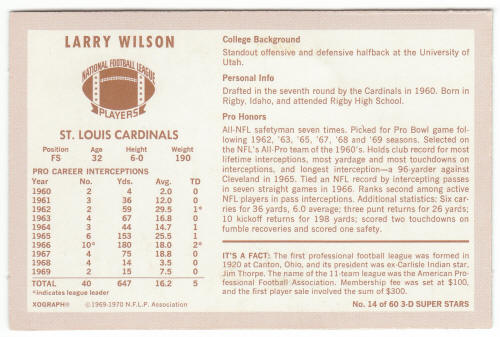 LARRY WILSON
NATIONAL FOOTBALL LEAGUE
PLAYERS
ST. LOUIS CARDINALS
Position Age Height Weight
FS 32 6-0 190
PRO CAREER INTERCEPTIONS
Year No. Yds. Avg. TD
1960 2 4 2.0 0
1961 3 36 12.0 0
1962 2 59 29.5 1*
1963 4 67 16.8 0
1964 3 44 14.7 1
1965 6 153 25.5 1
1966 10* 180 18.0 2*
1967 4 75 18.8 0
1968 4 14 3.5 0
1969 2 15 7.5 0
TOTAL 40 647 16.2 5
*indicates league leader
XOGRAPH® ©1969-1970 N.F.L.P. Association
College Background
Standout offensive and defensive halfback at the University of
Utah.
Personal Info
Drafted in the seventh round by the Cardinals in 1960. Born in
Rigby, Idaho, and attended Rigby High School.
Pro Honors
All-NFL safetyman seven times. Picked for Pro Bowl game fol-
lowing 1962, '63, '65, '67, '68 and '69 seasons. Selected on
the NFL's All-Pro team of the 1960's. Holds club record for most
lifetime interceptions, most yardage and most touchdowns on
interceptions, and longest interception—a 96-yarder against
Cleveland in 1965. Tied an NFL record by intercepting passes
in seven straight games in 1966. Ranks second among active
NFL players in pass interceptions. Additional statistics: Six car-
ries for 36 yards, 6.0 average; three punt returns for 26 yards;
10 kickoff returns for 198 yards; scored two touchdowns on
fumble recoveries and scored one safety.
IT'S A FACT: The first professional football league was formed in
1920 at Canton, Ohio, and its president was ex-Carlisle Indian star,
Jim Thorpe. The name of the 11-team league was the American Pro-
fessional Football Association. Membership fee was set at $100,
and the first player sale involved the sum of $300.
No. 14 of 60 3-D SUPER STARS